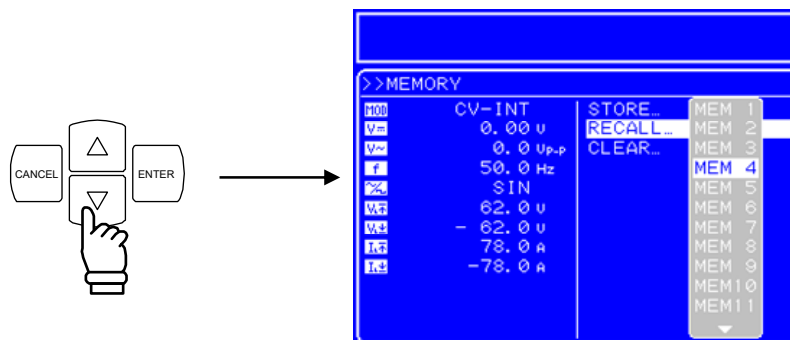 CANCEL
ENTER
>>MEMORY
MOD CV-INT
V= 0.00 V
V~ 0.0 Vp-p
f 50.0 Hz
SIN
62.0 V
- 62.0 V
78.0 A
-78.0 A
STORE…
RECALL…
CLEAR…
MEM 1
MEM 2
MEM 3
MEM 4
MEM 5
MEM 6
MEM 7
MEM 8
MEM 9
MEM10
MEM11